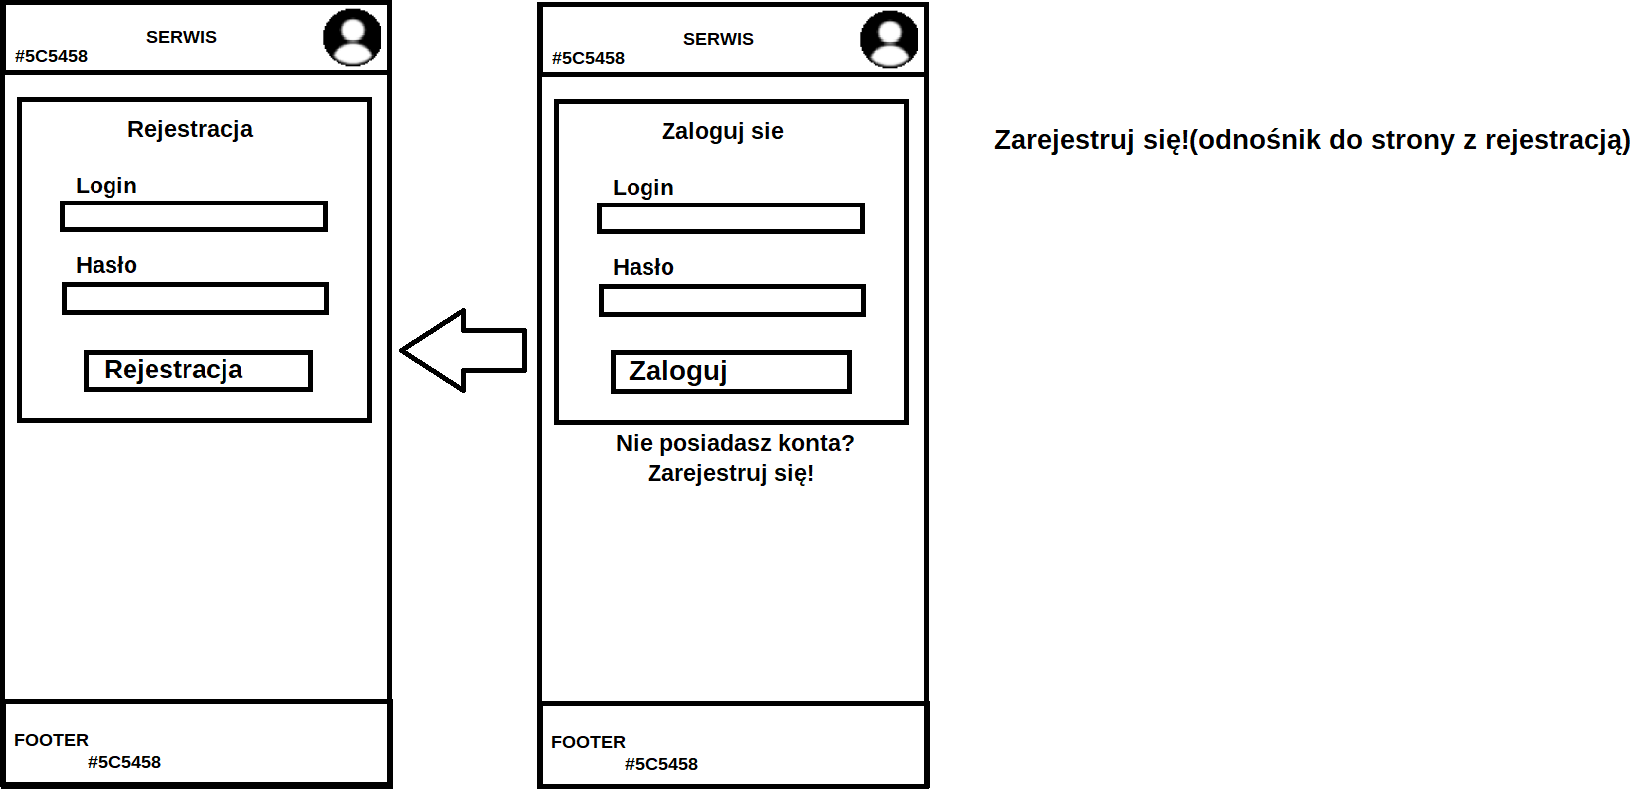 SERWIS
#5C5458
Rejestracja
Login
Hasło
Rejestracja
FOOTER
#5C5458
SERWIS
#5C5458
Zaloguj sie
Login
Hasło
Zaloguj
Nie posiadasz konta?
Zarejestruj się!
FOOTER
#5C5458
Zarejestruj się!(odnośnik do strony z rejestracją)